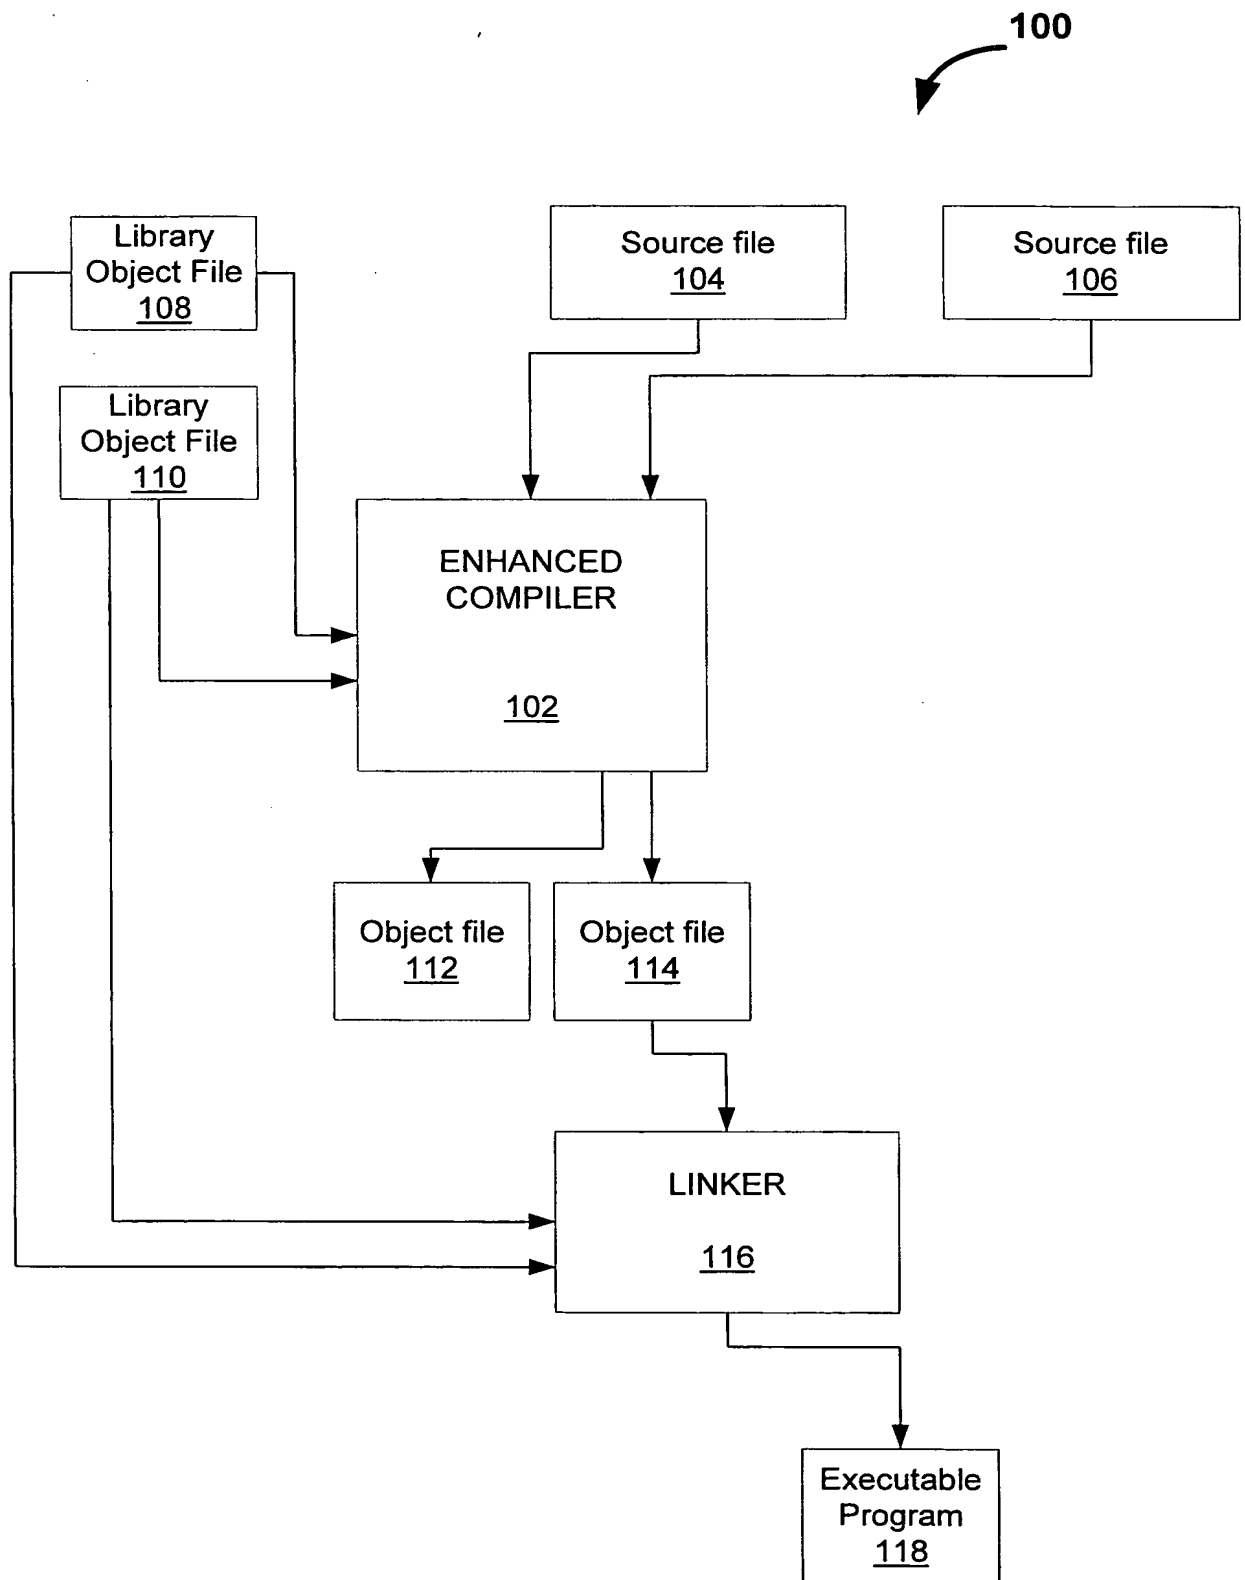 100
Library
Object File
108
Source file
104
Source file
106
Library
Object File
110
ENHANCED
COMPILER
102
Object file
112
Object file
114
LINKER
116
Executable
Program
118